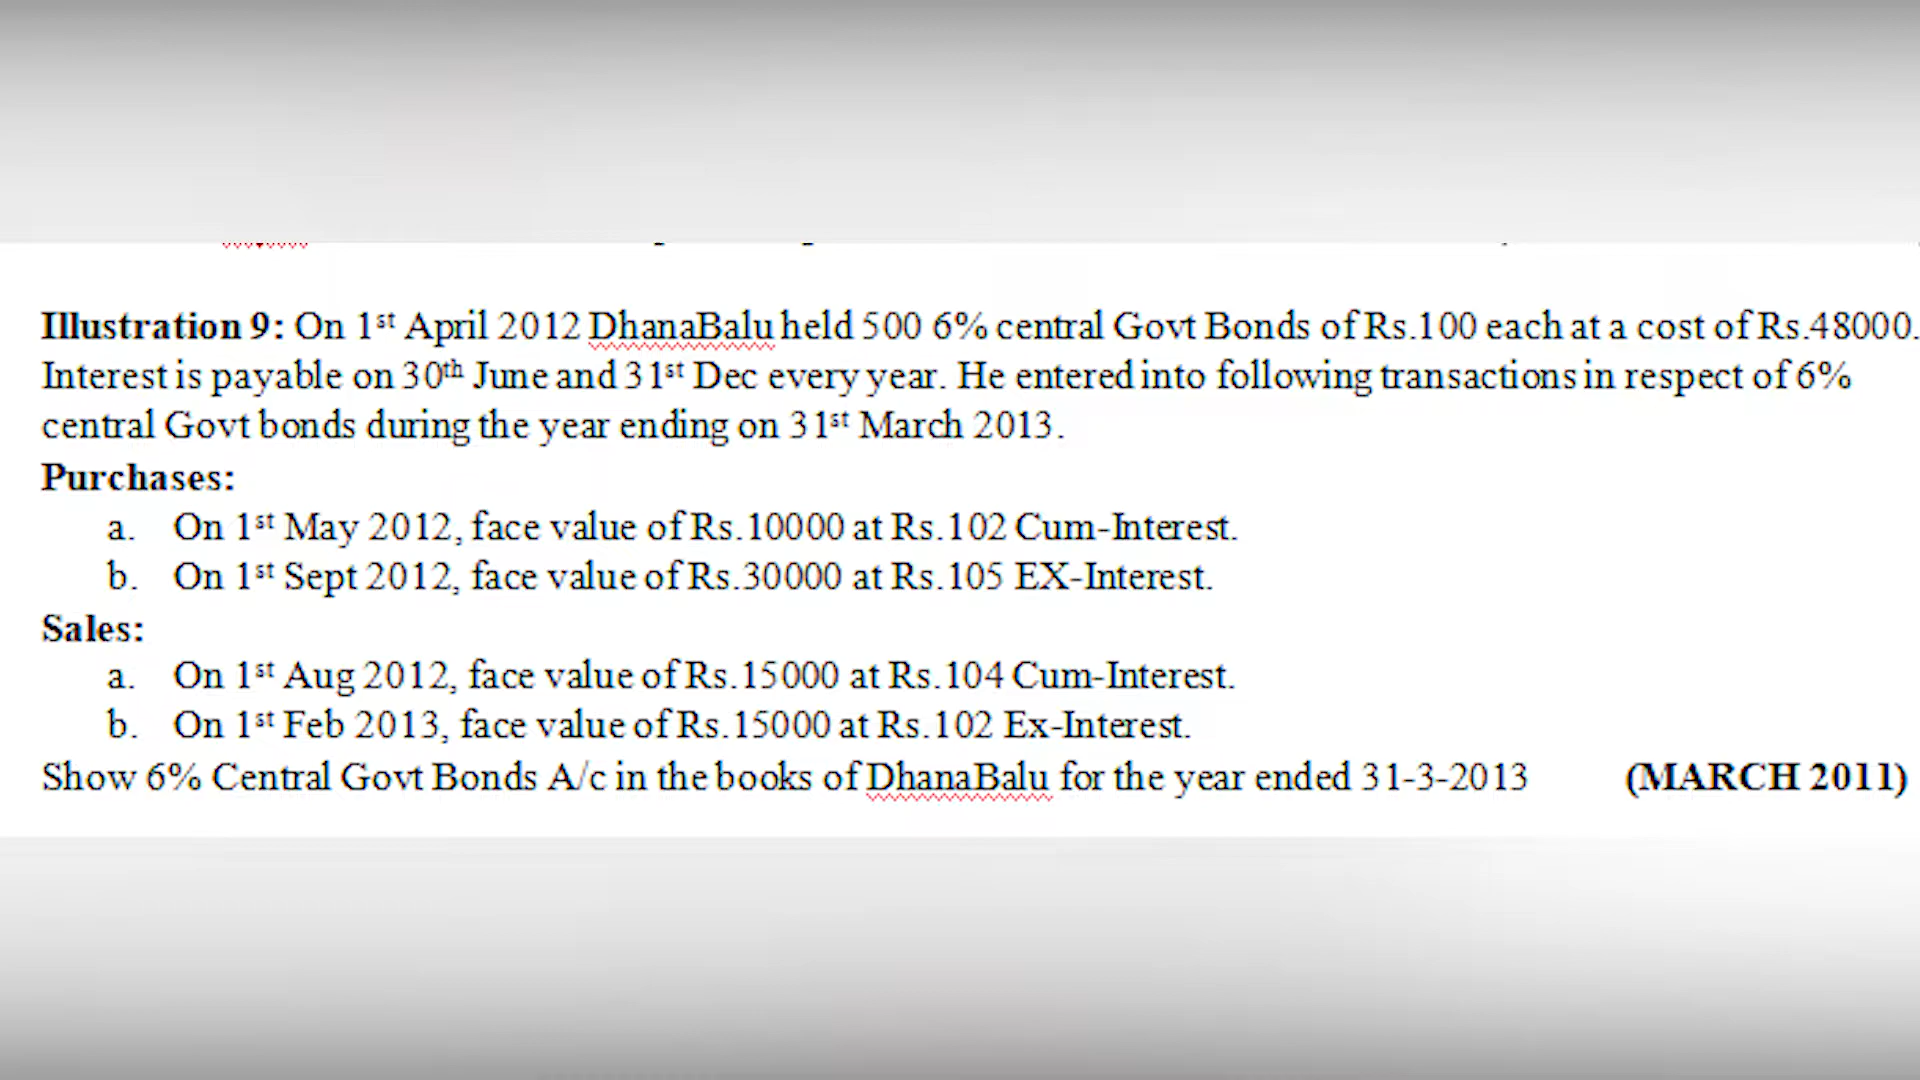 Illustration 9: On 1st April 2012 DhanaBalu held 500 6% central Govt Bonds of Rs.100 each at a cost of Rs.48000.
Interest is payable on 30th June and 31st Dec every year. He entered into following transactions in respect of 6%
central Govt bonds during the year ending on 31st March 2013.
Purchases:
a. On 1st May 2012, face value of Rs.10000 at Rs.102 Cum-Interest.
b. On 1st Sept 2012, face value of Rs.30000 at Rs.105 EX-Interest.
Sales:
a. On 1st Aug 2012, face value of Rs.15000 at Rs.104 Cum-Interest.
b. On 1st Feb 2013, face value of Rs.15000 at Rs.102 Ex-Interest.
Show 6% Central Govt Bonds A/c in the books of DhanaBalu for the year ended 31-3-2013 (MARCH 2011)